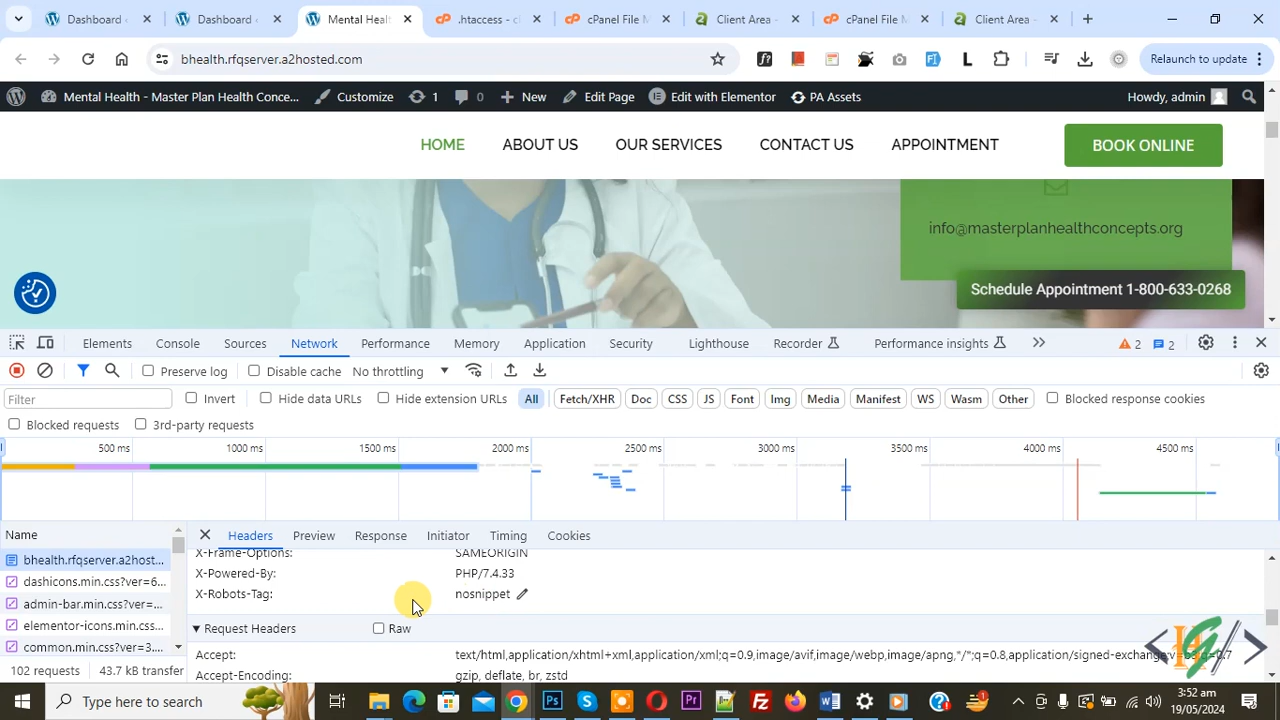 Dashboard
Dashboard
Mental Heal
.htaccess - c
cPanel File M
Client Area -
cPanel File M
Client Area -
bhealth.rfqserver.a2hosted.com
f?
L
Relaunch to update
Mental Health - Master Plan Health Conce...
Customize
1
0
New
Edit Page
Edit with Elementor
PA Assets
Howdy, admin
HOME
ABOUT US
OUR SERVICES
CONTACT US
APPOINTMENT
BOOK ONLINE
info@masterplanhealthconcepts.org
Schedule Appointment 1-800-633-0268
Elements
Console
Sources
Network
Performance
Memory
Application
Security
Lighthouse
Recorder
Performance insights
2
2
Preserve log
Disable cache
No throttling
Filter
Invert
Hide data URLs
Hide extension URLs
All
Fetch/XHR
Doc
CSS
JS
Font
Img
Media
Manifest
WS
Wasm
Other
Blocked response cookies
Blocked requests
3rd-party requests
500 ms
1000 ms
1500 ms
2000 ms
2500 ms
3000 ms
3500 ms
4000 ms
4500 ms
Name
Headers
Preview
Response
Initiator
Timing
Cookies
bhealth.rfqserver.a2host...
X-Frame-Options:
SAMEORIGIN
dashicons.min.css?ver=6...
X-Powered-By:
PHP/7.4.33
admin-bar.min.css?ver=...
X-Robots-Tag:
nosnippet
elementor-icons.min.css...
Request Headers
Raw
common.min.css?ver=3....
Accept:
text/html,application/xhtml+xml,application/xml;q=0.9,image/avif,image/webp,image/apng,*/*;q=0.8,application/signed-exchange;v=b3;q=0.7
102 requests
43.7 kB transfer
Accept-Encoding:
gzip, deflate, br, zstd
Type here to search
3:52 am
19/05/2024